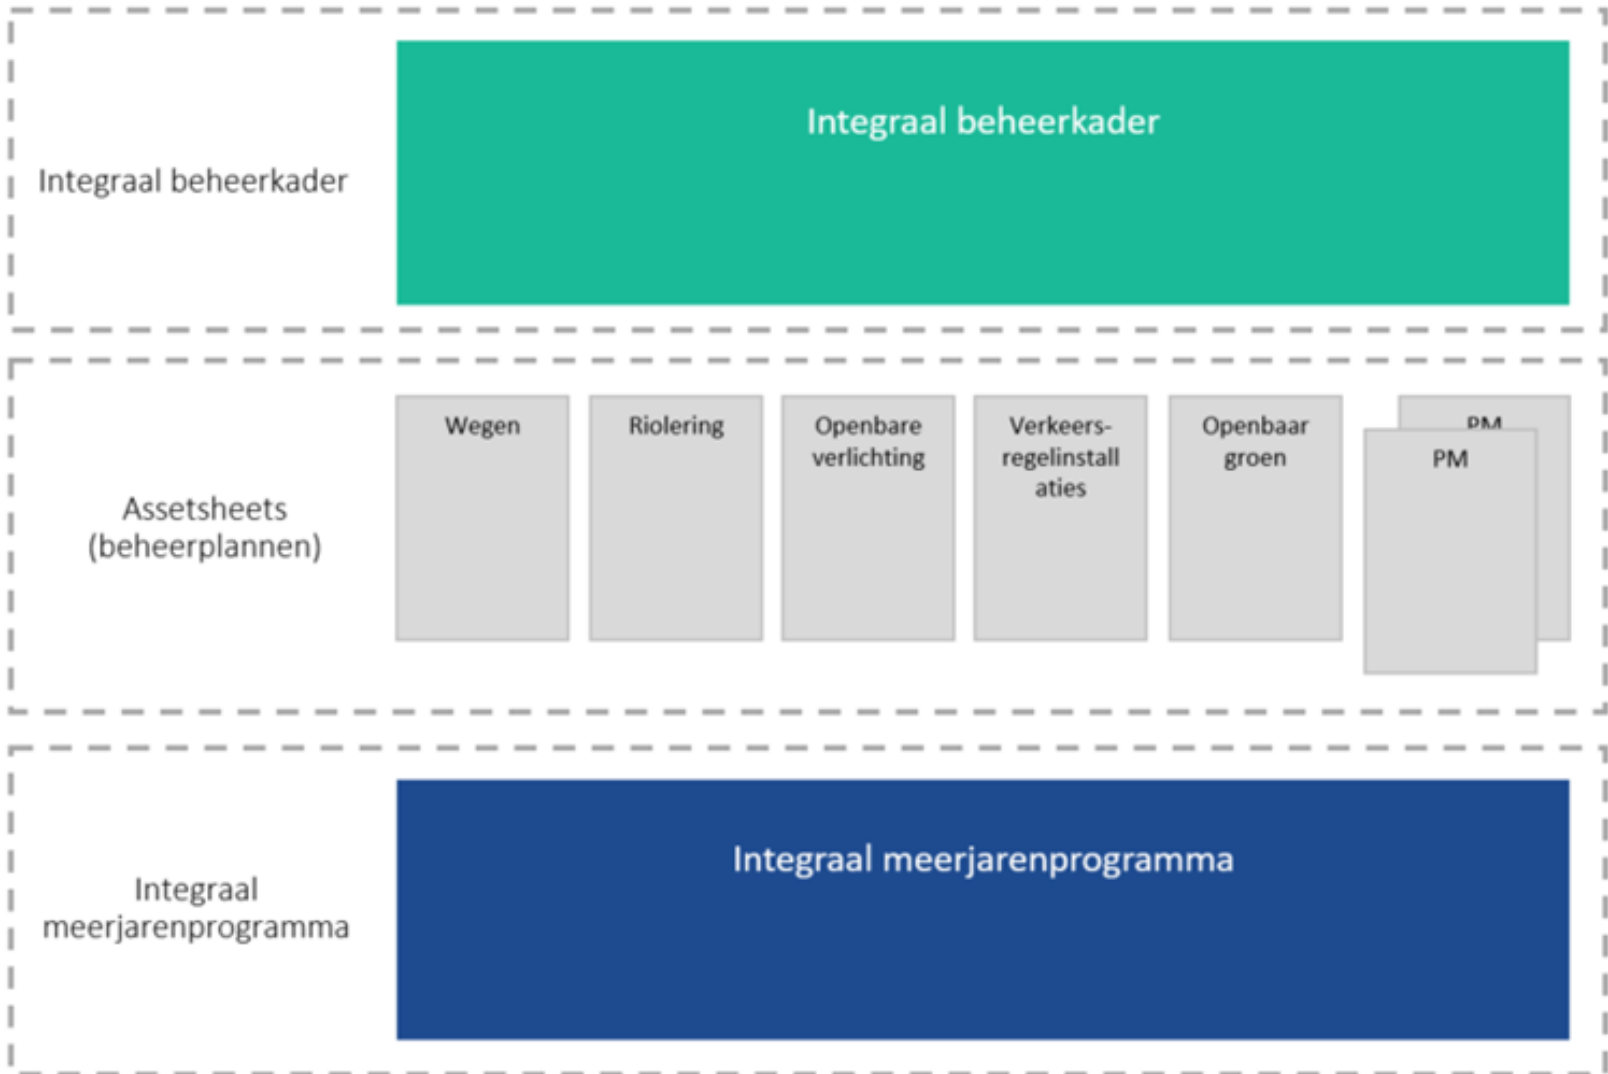 Integraal beheerkader
Integraal beheerkader
Wegen
Riolering
Openbare
verlichting
Verkeers-
regelinstall
aties
Openbaar
groen
PM
PM
Assetsheets
(beheerplannen)
Integraal meerjarenprogramma
Integraal
meerjarenprogramma